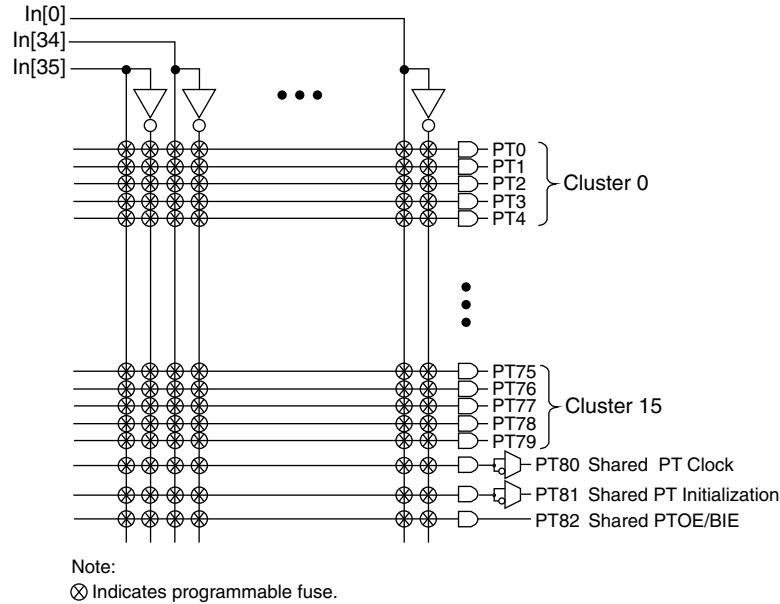 In[0]
In[34]
In[35]
PT0
PT1
PT2
PT3
PT4
Cluster 0
PT75
PT76
PT77
PT78
PT79
Cluster 15
PT80 Shared PT Clock
PT81 Shared PT Initialization
PT82 Shared PTOE/BIE
Note:
Indicates programmable fuse.